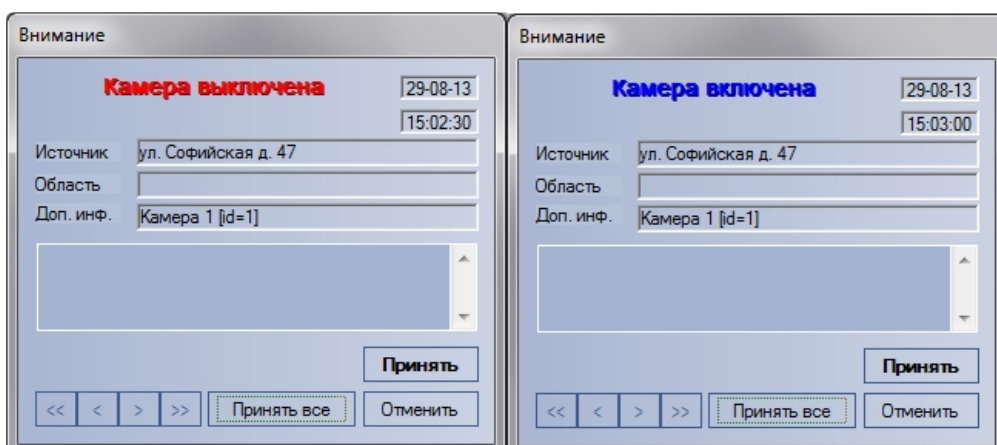 Внимание
Камера выключена
29-08-13
15:02:30
Источник
ул. Софийская д. 47
Область
Доп. инф.
Камера 1 [id=1]
Принять
<<
<
>
>>
Принять все
Отменить
Внимание
Камера включена
29-08-13
15:03:00
Источник
ул. Софийская д. 47
Область
Доп. инф.
Камера 1 [id=1]
Принять
<<
<
>
>>
Принять все
Отменить